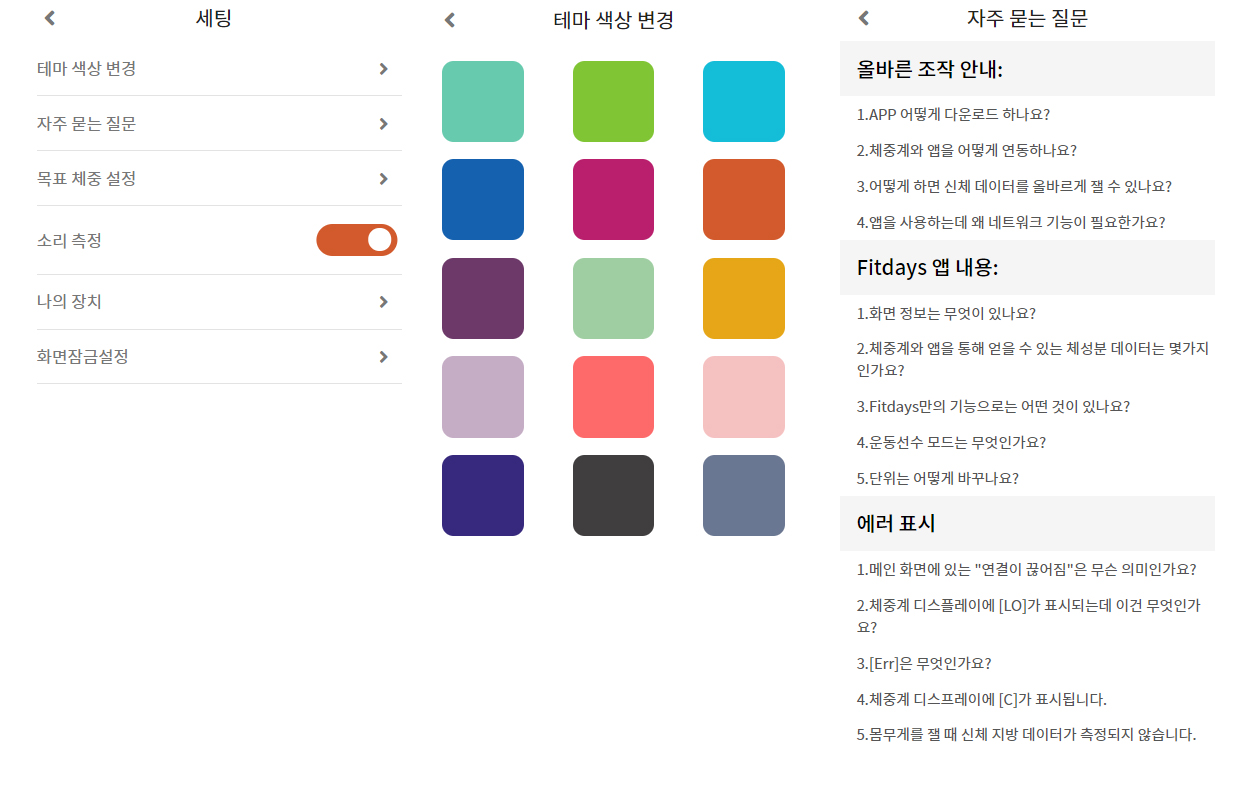 세팅
테마 색상 변경
자주 묻는 질문
목표 체중 설정
소리 측정
나의 장치
화면잠금설정
테마 색상 변경
자주 묻는 질문
올바른 조작 안내:
1.APP 어떻게 다운로드 하나요?
2.체중계와 앱을 어떻게 연동하나요?
3.어떻게 하면 신체 데이터를 올바르게 잴 수 있나요?
4.앱을 사용하는데 왜 네트워크 기능이 필요한가요?
Fitdays 앱 내용:
1.화면 정보는 무엇이 있나요?
2.체중계와 앱을 통해 얻을 수 있는 체성분 데이터는 몇가지
인가요?
3.Fitdays만의 기능으로는 어떤 것이 있나요?
4.운동선수 모드는 무엇인가요?
5.단위는 어떻게 바꾸나요?
에러 표시
1.메인 화면에 있는 "연결이 끊어짐"은 무슨 의미인가요?
2.체중계 디스플레이에 [LO]가 표시되는데 이건 무엇인가
요?
3.[Err]은 무엇인가요?
4.체중계 디스프레이에 [C]가 표시됩니다.
5.몸무게를 잴 때 신체 지방 데이터가 측정되지 않습니다.